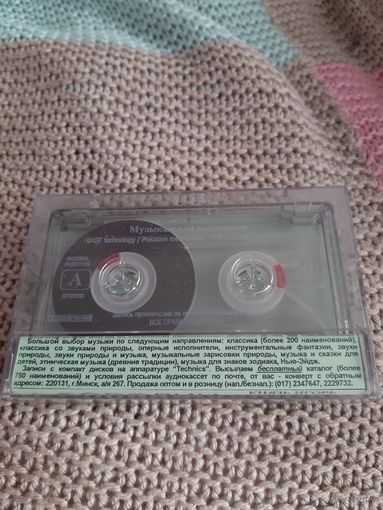 Музыкальная коллекция
BASF technology / Precision mechanism
A
ВСЕ ПРАВА
Большой выбор музыки по следующим направлениям: классика (более 200 наименований),
классика со звуками природы, оперные исполнители, инструментальные фантазии, звуки
природы, звуки природы и музыка, музыкальные зарисовки природы, музыка и сказки для
детей, этническая музыка (древние традиции), музыка для знаков зодиака, Нью-Эйдж.
Записи с компакт дисков на аппаратуре "Technics". Высылаем бесплатный каталог (более
750 наименований) и условия рассылки аудиокассет по почте, от вас - конверт с обратным
адресом: 220131, г.Минск, а/я 267. Продажа оптом и в розницу (нал./безнал.): (017) 2347647, 2229732.